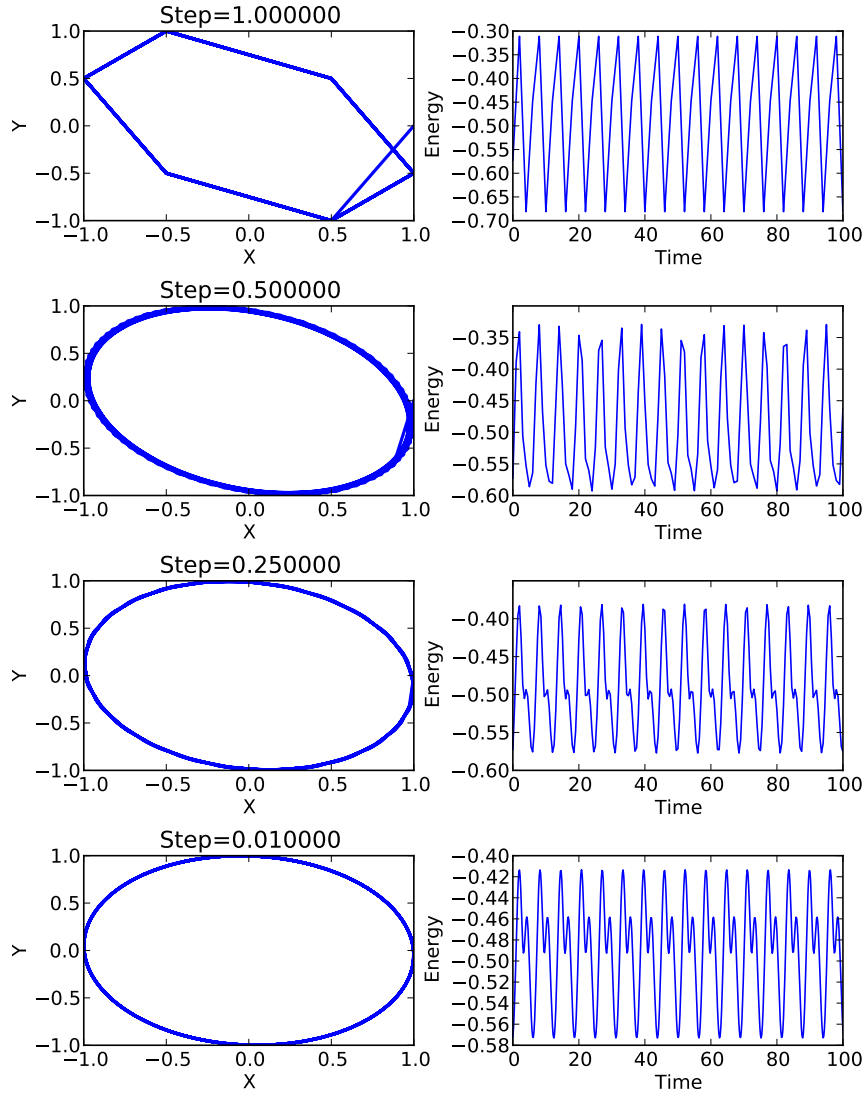 Step=1.000000
1.0
0.5
0.0
−0.5
−1.0
Y
−1.0 −0.5 0.0 0.5 1.0
X
−0.30
−0.35
−0.40
−0.45
−0.50
−0.55
−0.60
−0.65
−0.70
Energy
0 20 40 60 80 100
Time
Step=0.500000
1.0
0.5
0.0
−0.5
−1.0
Y
−1.0 −0.5 0.0 0.5 1.0
X
−0.35
−0.40
−0.45
−0.50
−0.55
−0.60
Energy
0 20 40 60 80 100
Time
Step=0.250000
1.0
0.5
0.0
−0.5
−1.0
Y
−1.0 −0.5 0.0 0.5 1.0
X
−0.40
−0.45
−0.50
−0.55
−0.60
Energy
0 20 40 60 80 100
Time
Step=0.010000
1.0
0.5
0.0
−0.5
−1.0
Y
−1.0 −0.5 0.0 0.5 1.0
X
−0.40
−0.42
−0.44
−0.46
−0.48
−0.50
−0.52
−0.54
−0.56
−0.58
Energy
0 20 40 60 80 100
Time